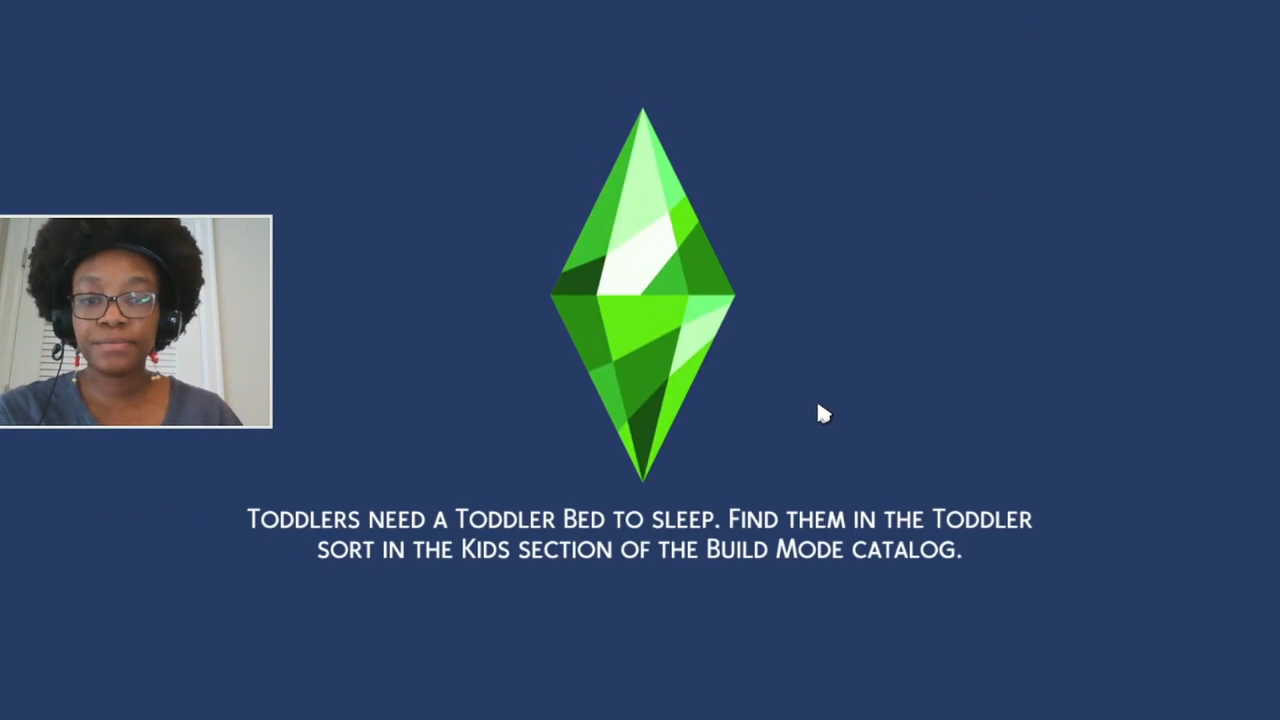 Toddlers need a Toddler Bed to sleep. Find them in the Toddler
sort in the Kids section of the Build Mode catalog.